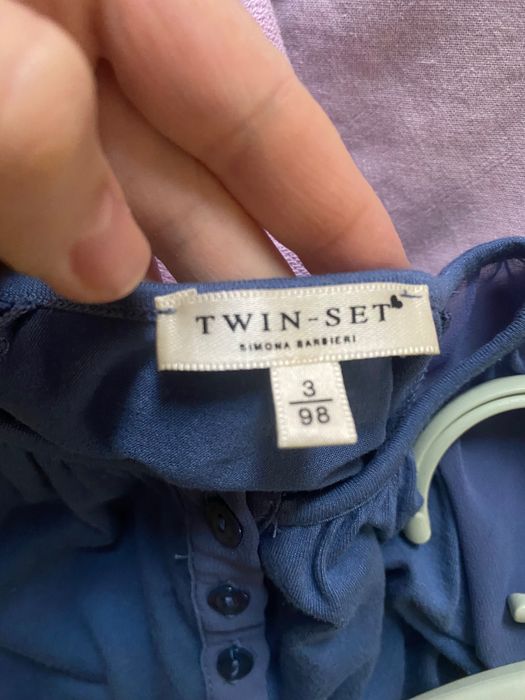 TWIN-SET
SIMONA BARBIERI
3
98